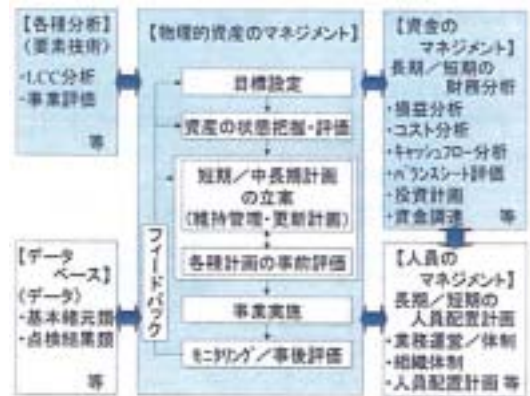 【各種分析】
(要素技術)
・LCC分析
・事業評価
等
【データ
ベース】
(データ)
・基本緒元類
・点検結果類
等
【物理的資産のマネジメント】
目標設定
資産の状態把握・評価
短期／中長期計画
の立案
(維持管理・更新計画)
各種計画の事前評価
事業実施
モニタリング／事後評価
フィードバック
【資金の
マネジメント】
長期／短期の
財務分析
・損益分析
・コスト分析
・キャッシュフロー分析
・バランスシート評価
・投資計画
・資金調達 等
【人員の
マネジメント】
長期／短期の
人員配置計画
・業務運営／体制
・組織体制
・人員配置計画 等